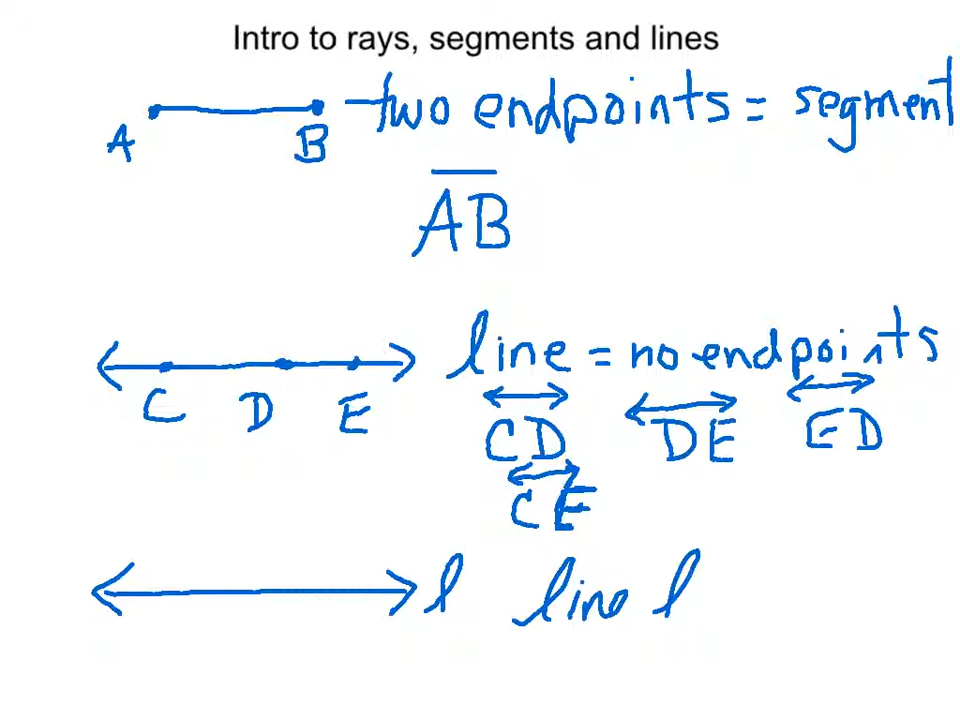 Intro to rays, segments and lines
A B two endpoints = segment
AB
line = no endpoints
C D E CD DE ED
CE
l line l